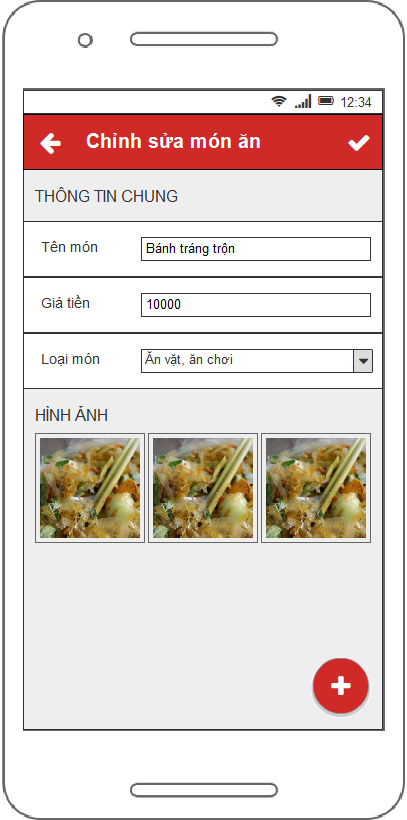 12:34
Chỉnh sửa món ăn
THÔNG TIN CHUNG
Tên món Bánh tráng trộn
Giá tiền 10000
Loại món Ăn vặt, ăn chơi
HÌNH ẢNH